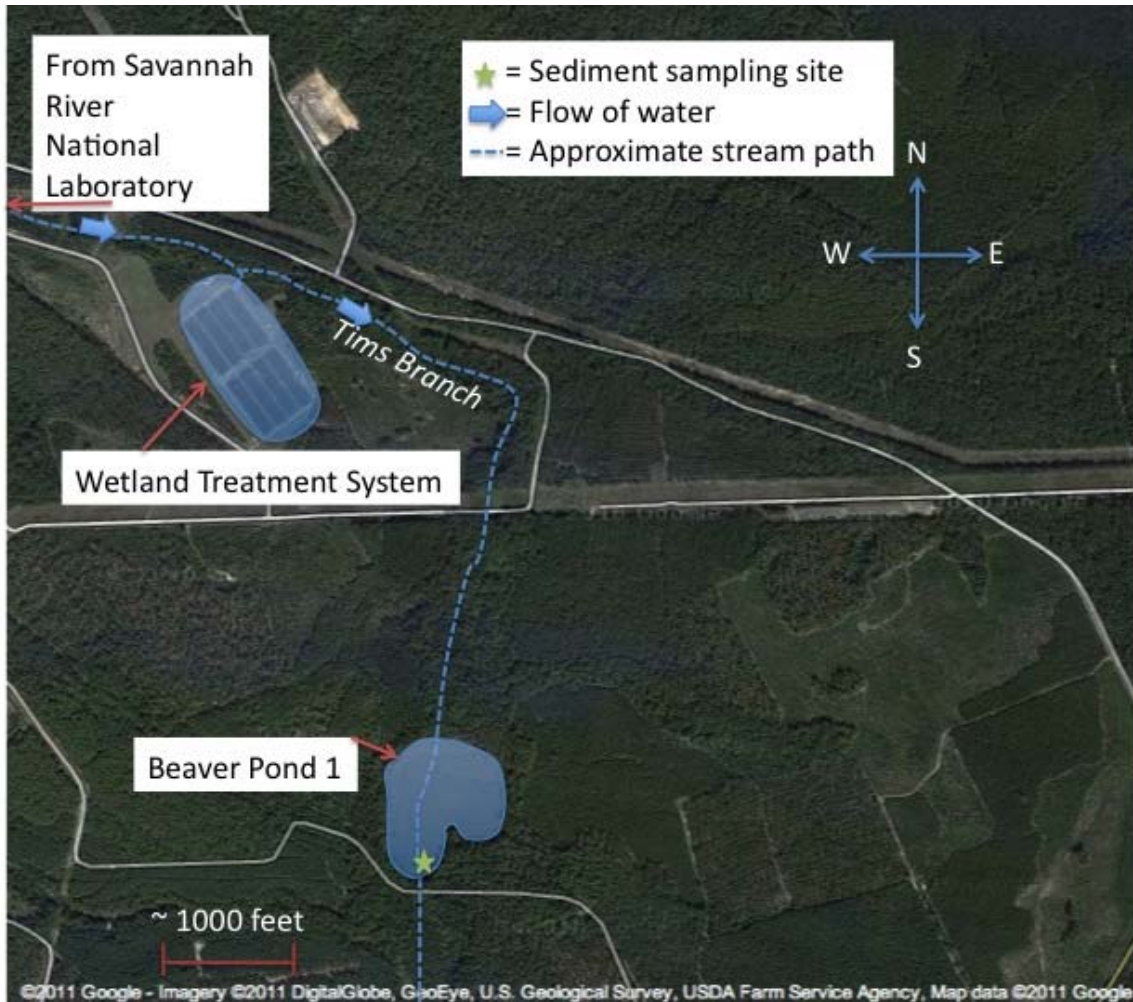 From Savannah
River
National
Laboratory
= Sediment sampling site
= Flow of water
= Approximate stream path
N
W
E
S
Tims Branch
Wetland Treatment System
Beaver Pond 1
~ 1000 feet
©2011 Google - Imagery ©2011 DigitalGlobe, GeoEye, U.S. Geological Survey, USDA Farm Service Agency, Map data ©2011 Google